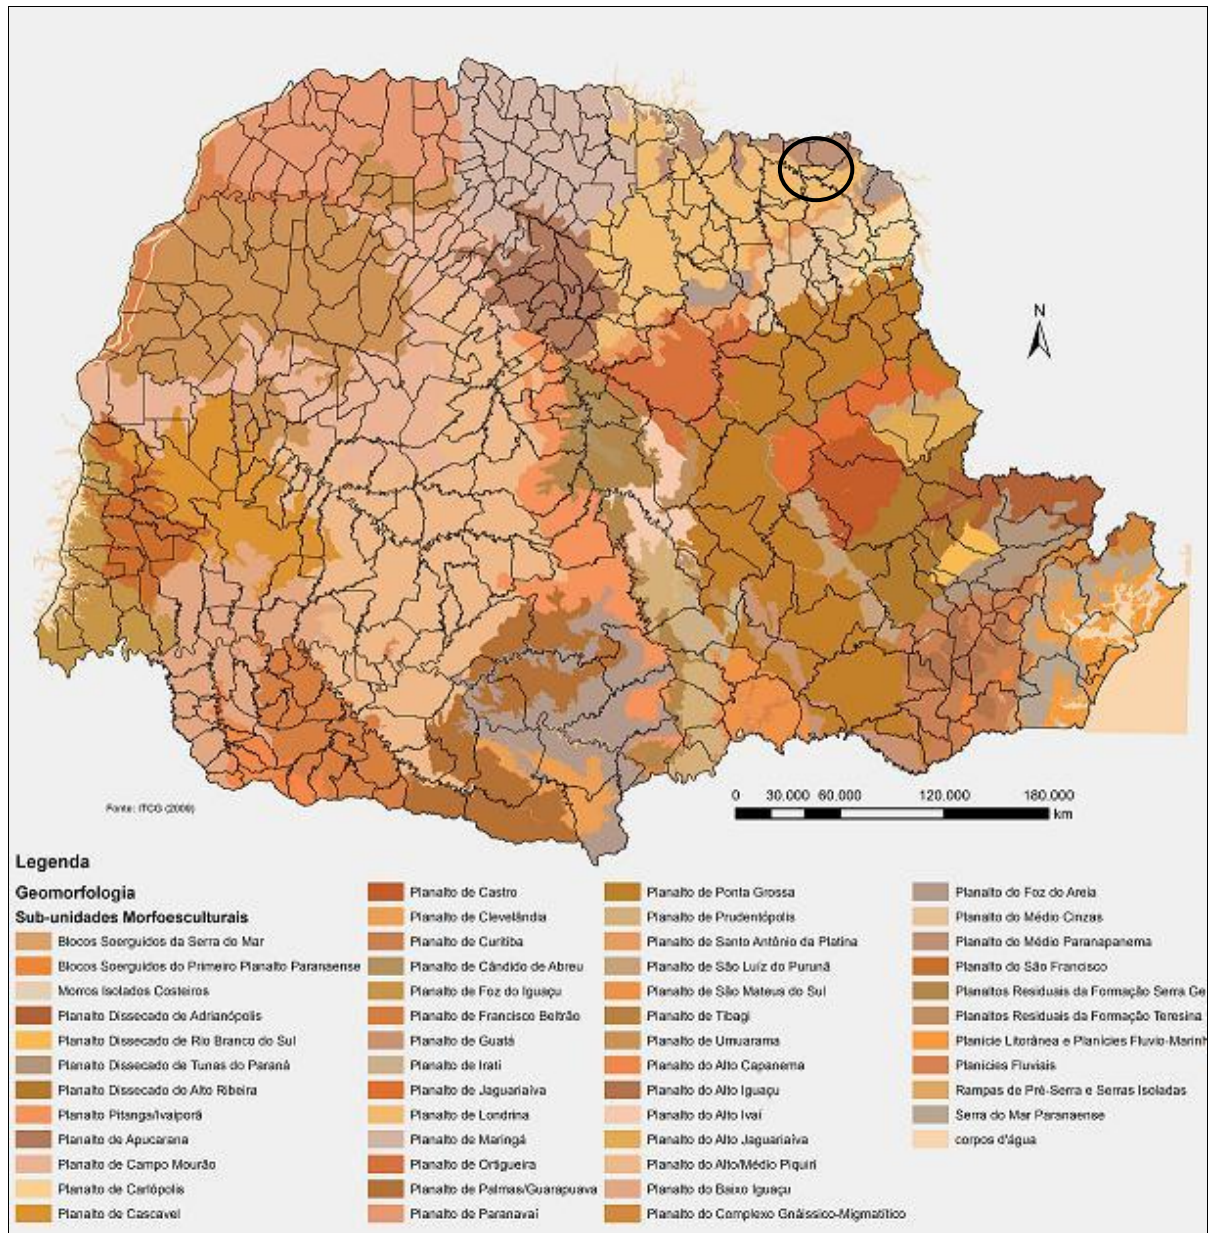 N
0 30.000 60.000 120.000 180.000
km
Fonte: ITCG (2009)
Legenda
Geomorfologia
Sub-unidades Morfoesculturais
Blocos Soerguidos da Serra do Mar
Blocos Soerguidos do Primeiro Planalto Paranaense
Morros Isolados Costeiros
Planalto Dissecado de Adrianópolis
Planalto Dissecado de Rio Branco do Sul
Planalto Dissecado de Tunas do Paraná
Planalto Dissecado do Alto Ribeira
Planalto Pitanga/Ivaiporã
Planalto de Apucarana
Planalto de Campo Mourão
Planalto de Carlópolis
Planalto de Cascavel
Planalto de Castro
Planalto de Clevelândia
Planalto de Curitiba
Planalto de Cândido de Abreu
Planalto de Foz do Iguaçu
Planalto de Francisco Beltrão
Planalto de Guatá
Planalto de Irati
Planalto de Jaguariaíva
Planalto de Londrina
Planalto de Maringá
Planalto de Ortigueira
Planalto de Palmas/Guarapuava
Planalto de Paranavaí
Planalto de Ponta Grossa
Planalto de Prudentópolis
Planalto de Santo Antônio da Platina
Planalto de São Luíz do Purunã
Planalto de São Mateus do Sul
Planalto de Tibagi
Planalto de Umuarama
Planalto do Alto Capanema
Planalto do Alto Iguaçu
Planalto do Alto Ivaí
Planalto do Alto Jaguariaíva
Planalto do Alto/Médio Piquiri
Planalto do Baixo Iguaçu
Planalto do Complexo Gnáissico-Migmatítico
Planalto do Foz do Areia
Planalto do Médio Cinzas
Planalto do Médio Paranapanema
Planalto do São Francisco
Planaltos Residuais da Formação Serra Ge
Planaltos Residuais da Formação Teresina
Planície Litorânea e Planícies Fluvio-Marinh
Planícies Fluviais
Rampas de Pré-Serra e Serras Isoladas
Serra do Mar Paranaense
corpos d'água